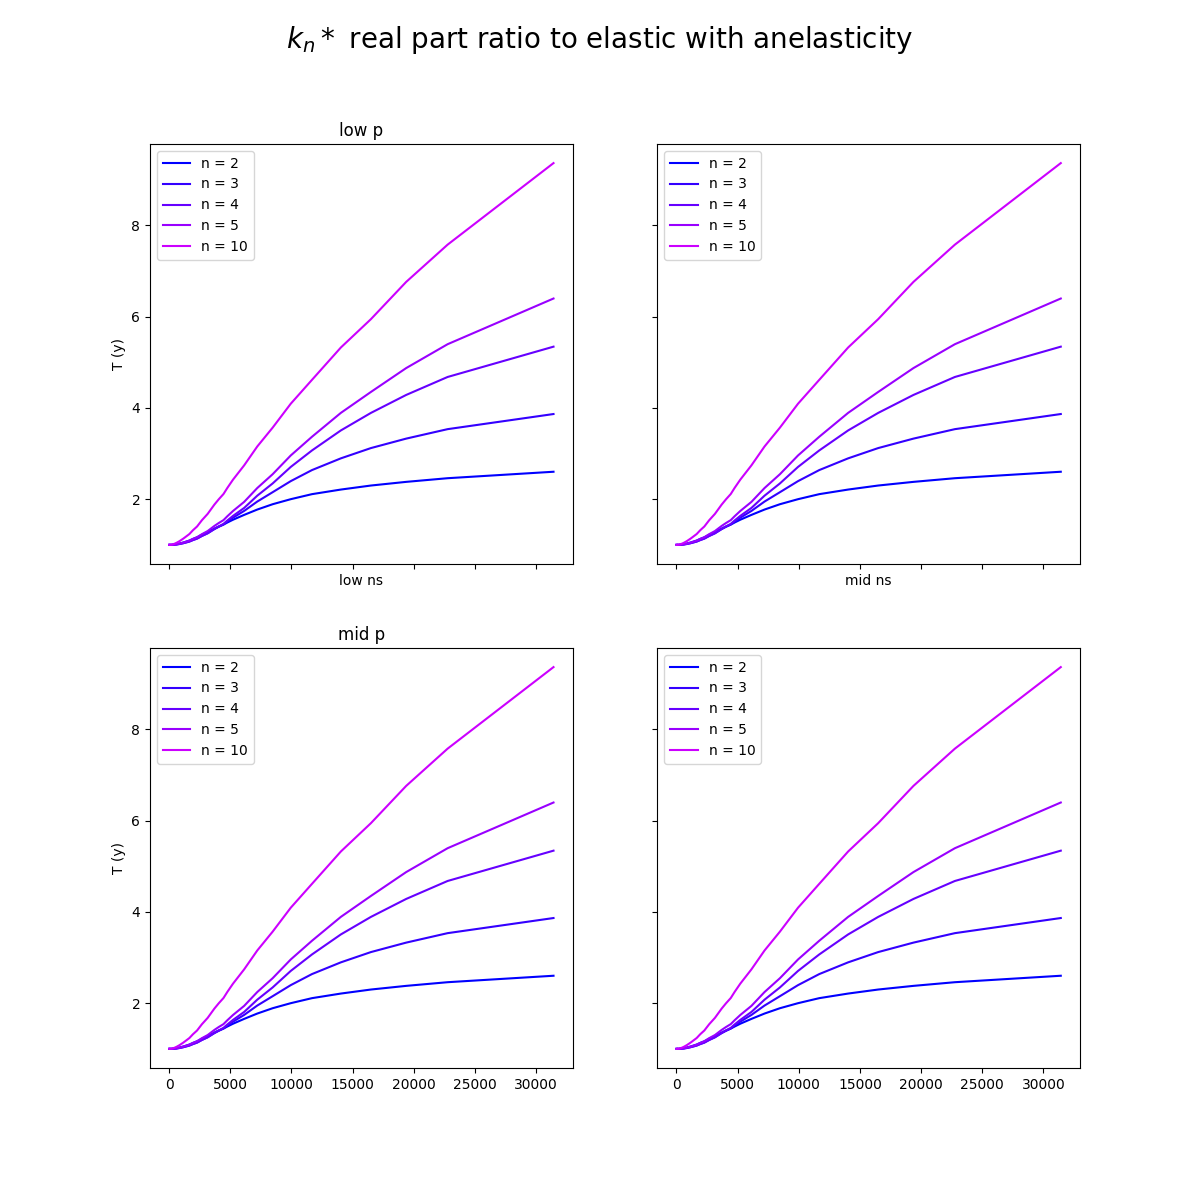 k_n* real part ratio to elastic with anelasticity
low p
n = 2
n = 3
n = 4
n = 5
n = 10
8
6
4
2
T (y)
low ns
n = 2
n = 3
n = 4
n = 5
n = 10
mid ns
mid p
n = 2
n = 3
n = 4
n = 5
n = 10
8
6
4
2
T (y)
0 5000 10000 15000 20000 25000 30000
n = 2
n = 3
n = 4
n = 5
n = 10
0 5000 10000 15000 20000 25000 30000